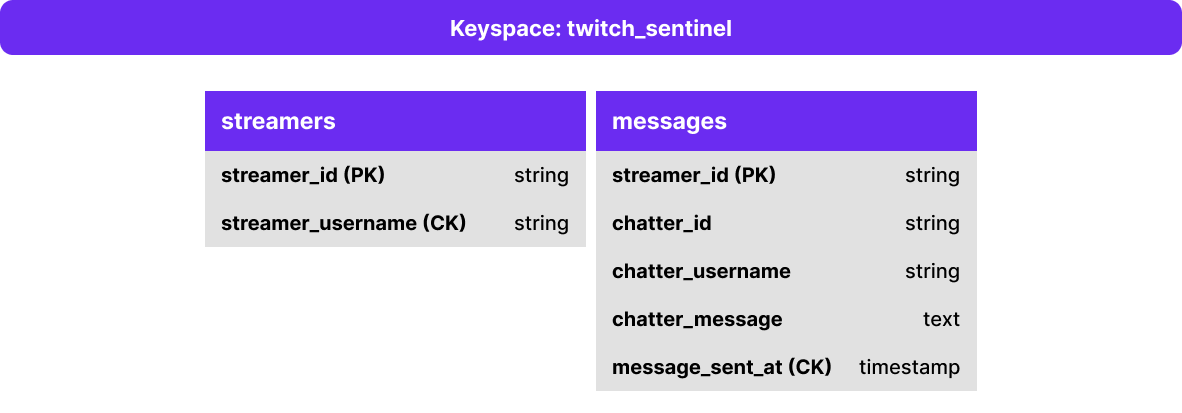 Keyspace: twitch_sentinel
streamers
streamer_id (PK) string
streamer_username (CK) string
messages
streamer_id (PK) string
chatter_id string
chatter_username string
chatter_message text
message_sent_at (CK) timestamp